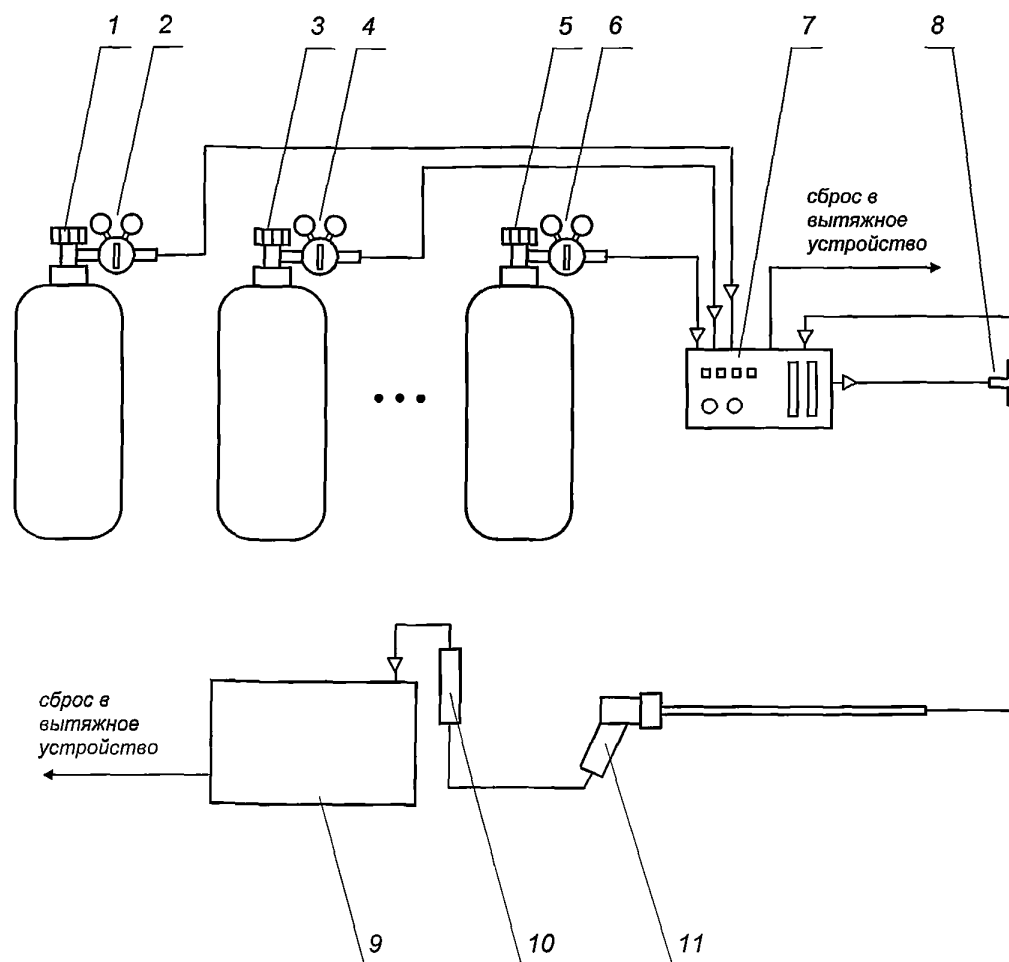 1 2 3 4 5 6 7 8
сброс в
вытяжное
устройство
сброс в
вытяжное
устройство
9 10 11